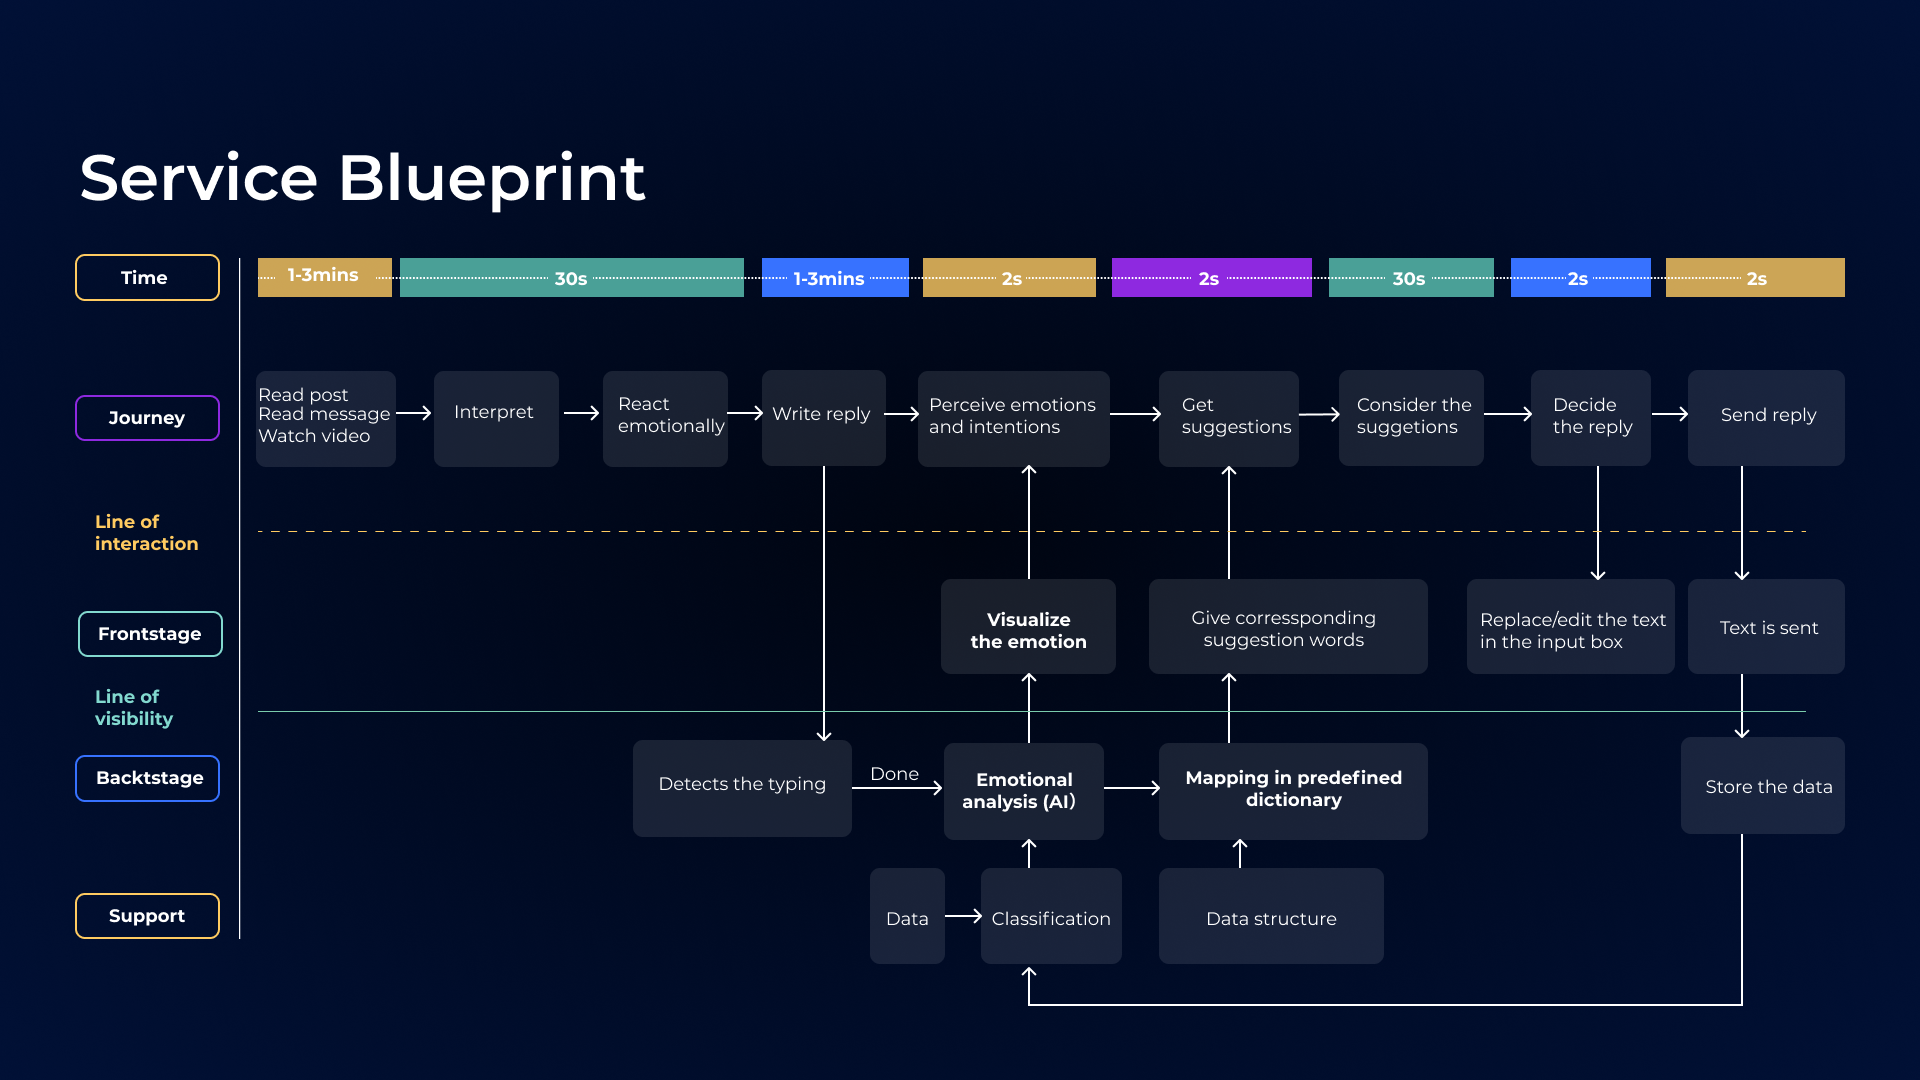 Service Blueprint
Time
1-3mins
30s
1-3mins
2s
2s
30s
2s
2s
Journey
Read post
Read message
Watch video
Interpret
React
emotionally
Write reply
Perceive emotions
and intentions
Get
suggestions
Consider the
suggetions
Decide
the reply
Send reply
Line of
interaction
Frontstage
Visualize
the emotion
Give corressponding
suggestion words
Replace/edit the text
in the input box
Text is sent
Line of
visibility
Backtstage
Detects the typing
Done
Emotional
analysis (AI）
Mapping in predefined
dictionary
Store the data
Support
Data
Classification
Data structure